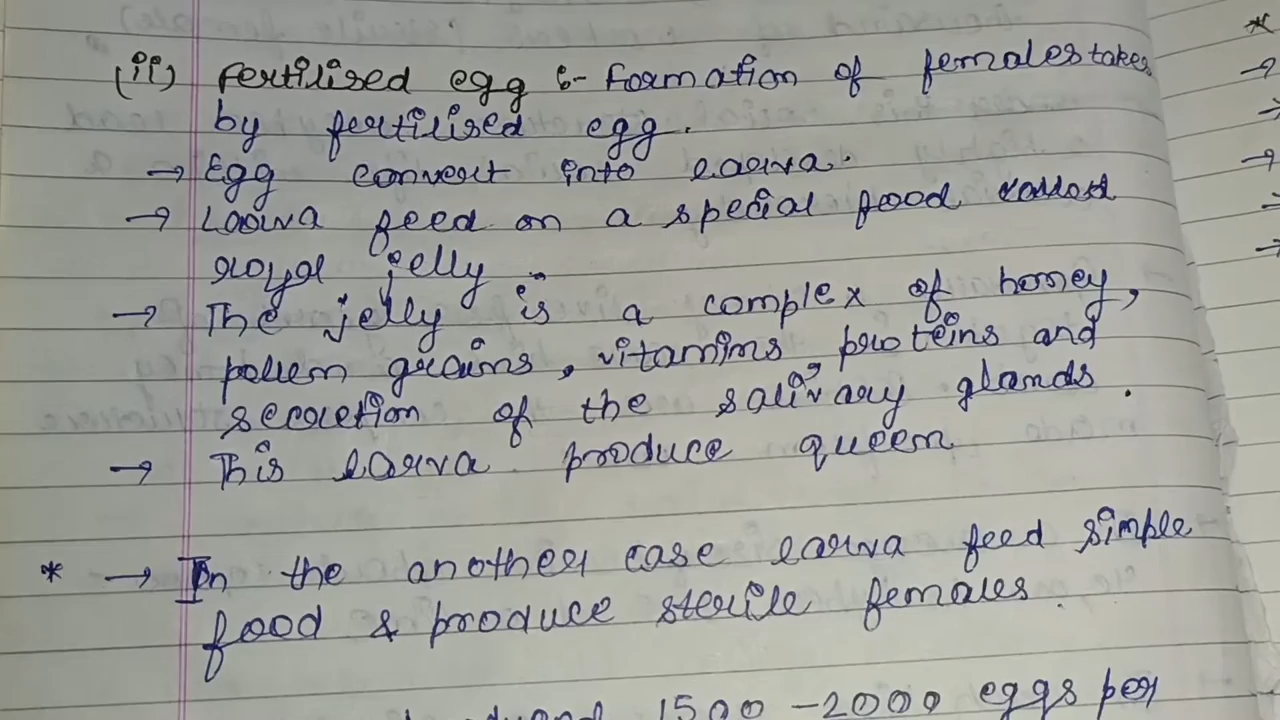 (ii) Fertilised egg :- Formation of females takes
by fertilised egg.
→ Egg convert into larva.
→ Larva feed on a special food called
royal jelly.
→ The jelly is a complex of honey,
pollen grains, vitamins, proteins and
secretion of the salivary glands.
→ This larva produce queen
* → In the another case larva feed simple
food & produce sterile females.
1500 - 2000 eggs per